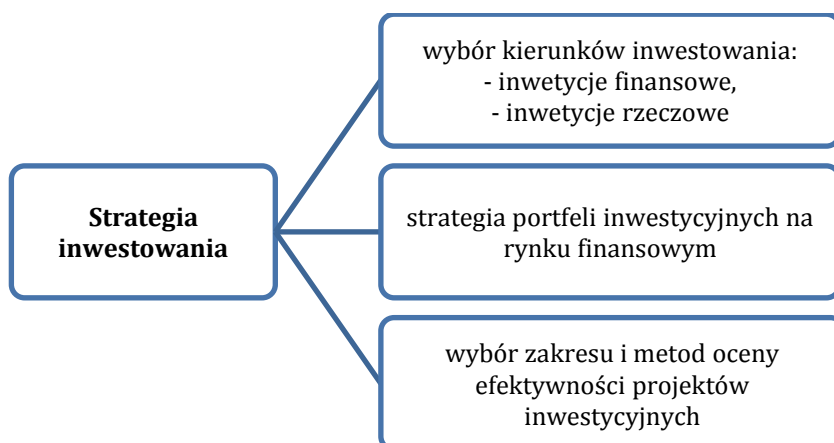 wybór kierunków inwestowania:
- inwetycje finansowe,
- inwetycje rzeczowe
Strategia
inwestowania
strategia portfeli inwestycyjnych na
rynku finansowym
wybór zakresu i metod oceny
efektywności projektów
inwestycyjnych